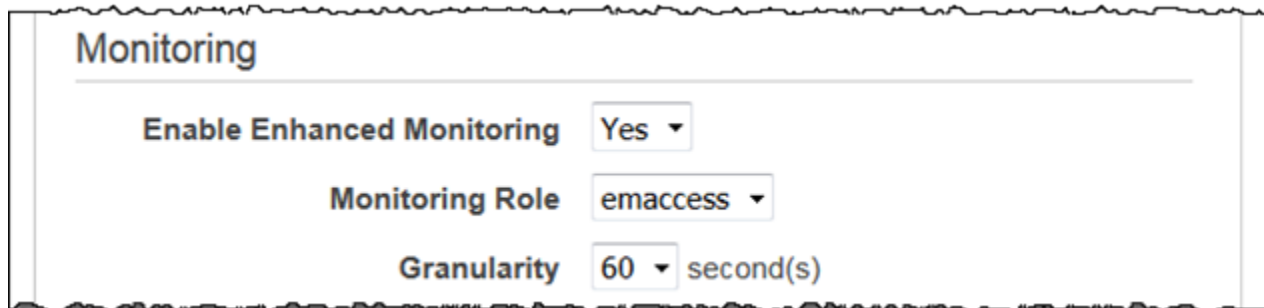 Monitoring
Enable Enhanced Monitoring Yes
Monitoring Role emaccess
Granularity 60 second(s)